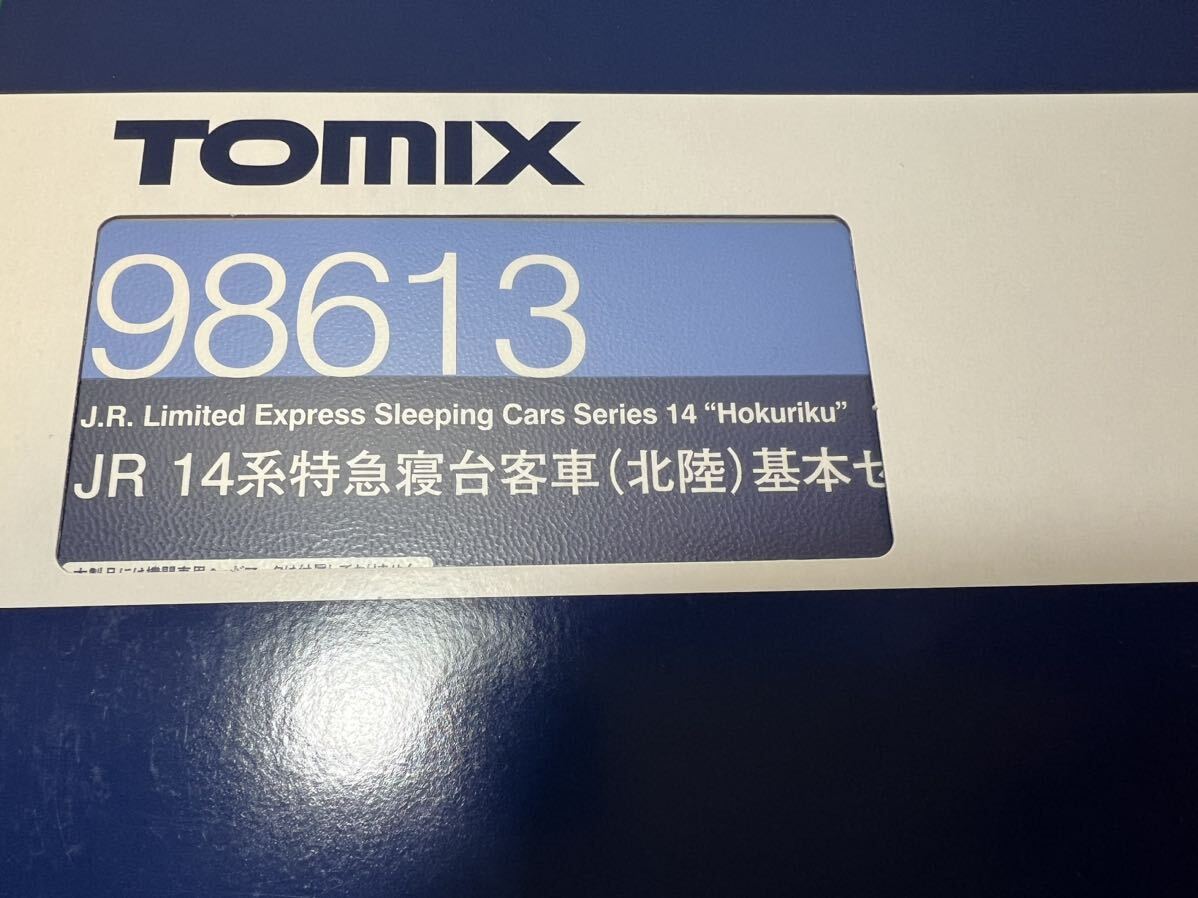 TOMIX
98613
J.R. Limited Express Sleeping Cars Series 14 “Hokuriku”
JR 14系特急寝台客車(北陸)基本セ